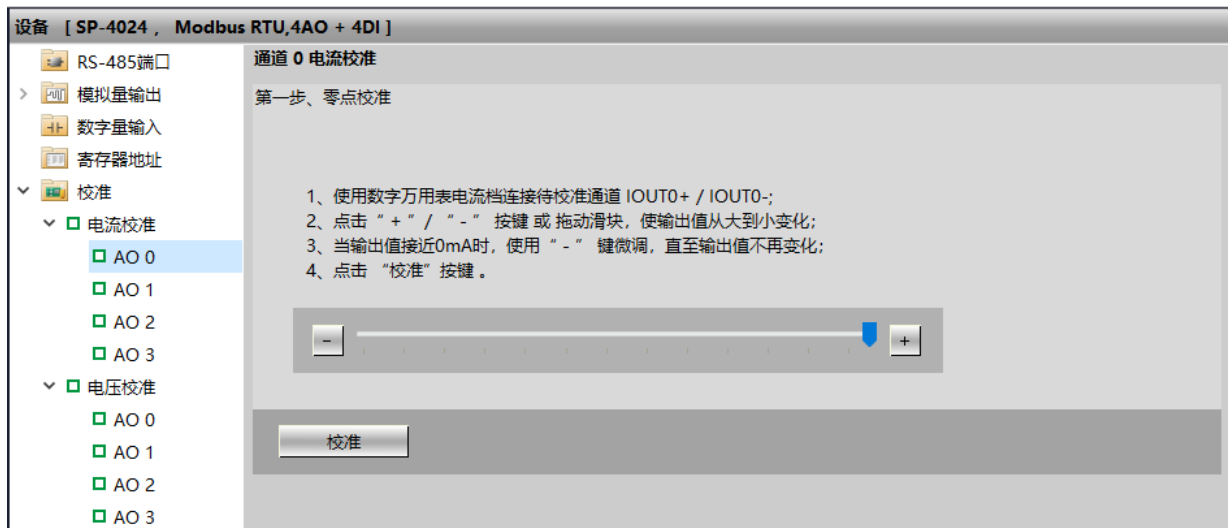 设备 [ SP-4024 , Modbus RTU,4AO + 4DI ]
RS-485端口
模拟量输出
数字量输入
寄存器地址
校准
电流校准
AO 0
AO 1
AO 2
AO 3
电压校准
AO 0
AO 1
AO 2
AO 3
通道 0 电流校准
第一步、零点校准
1、使用数字万用表电流档连接待校准通道 IOUT0+ / IOUT0-;
2、点击“ + ”/ “ - ” 按键 或 拖动滑块，使输出值从大到小变化;
3、当输出值接近0mA时，使用“ - ” 键微调，直至输出值不再变化;
4、点击 “校准”按键 。
-
+
校准